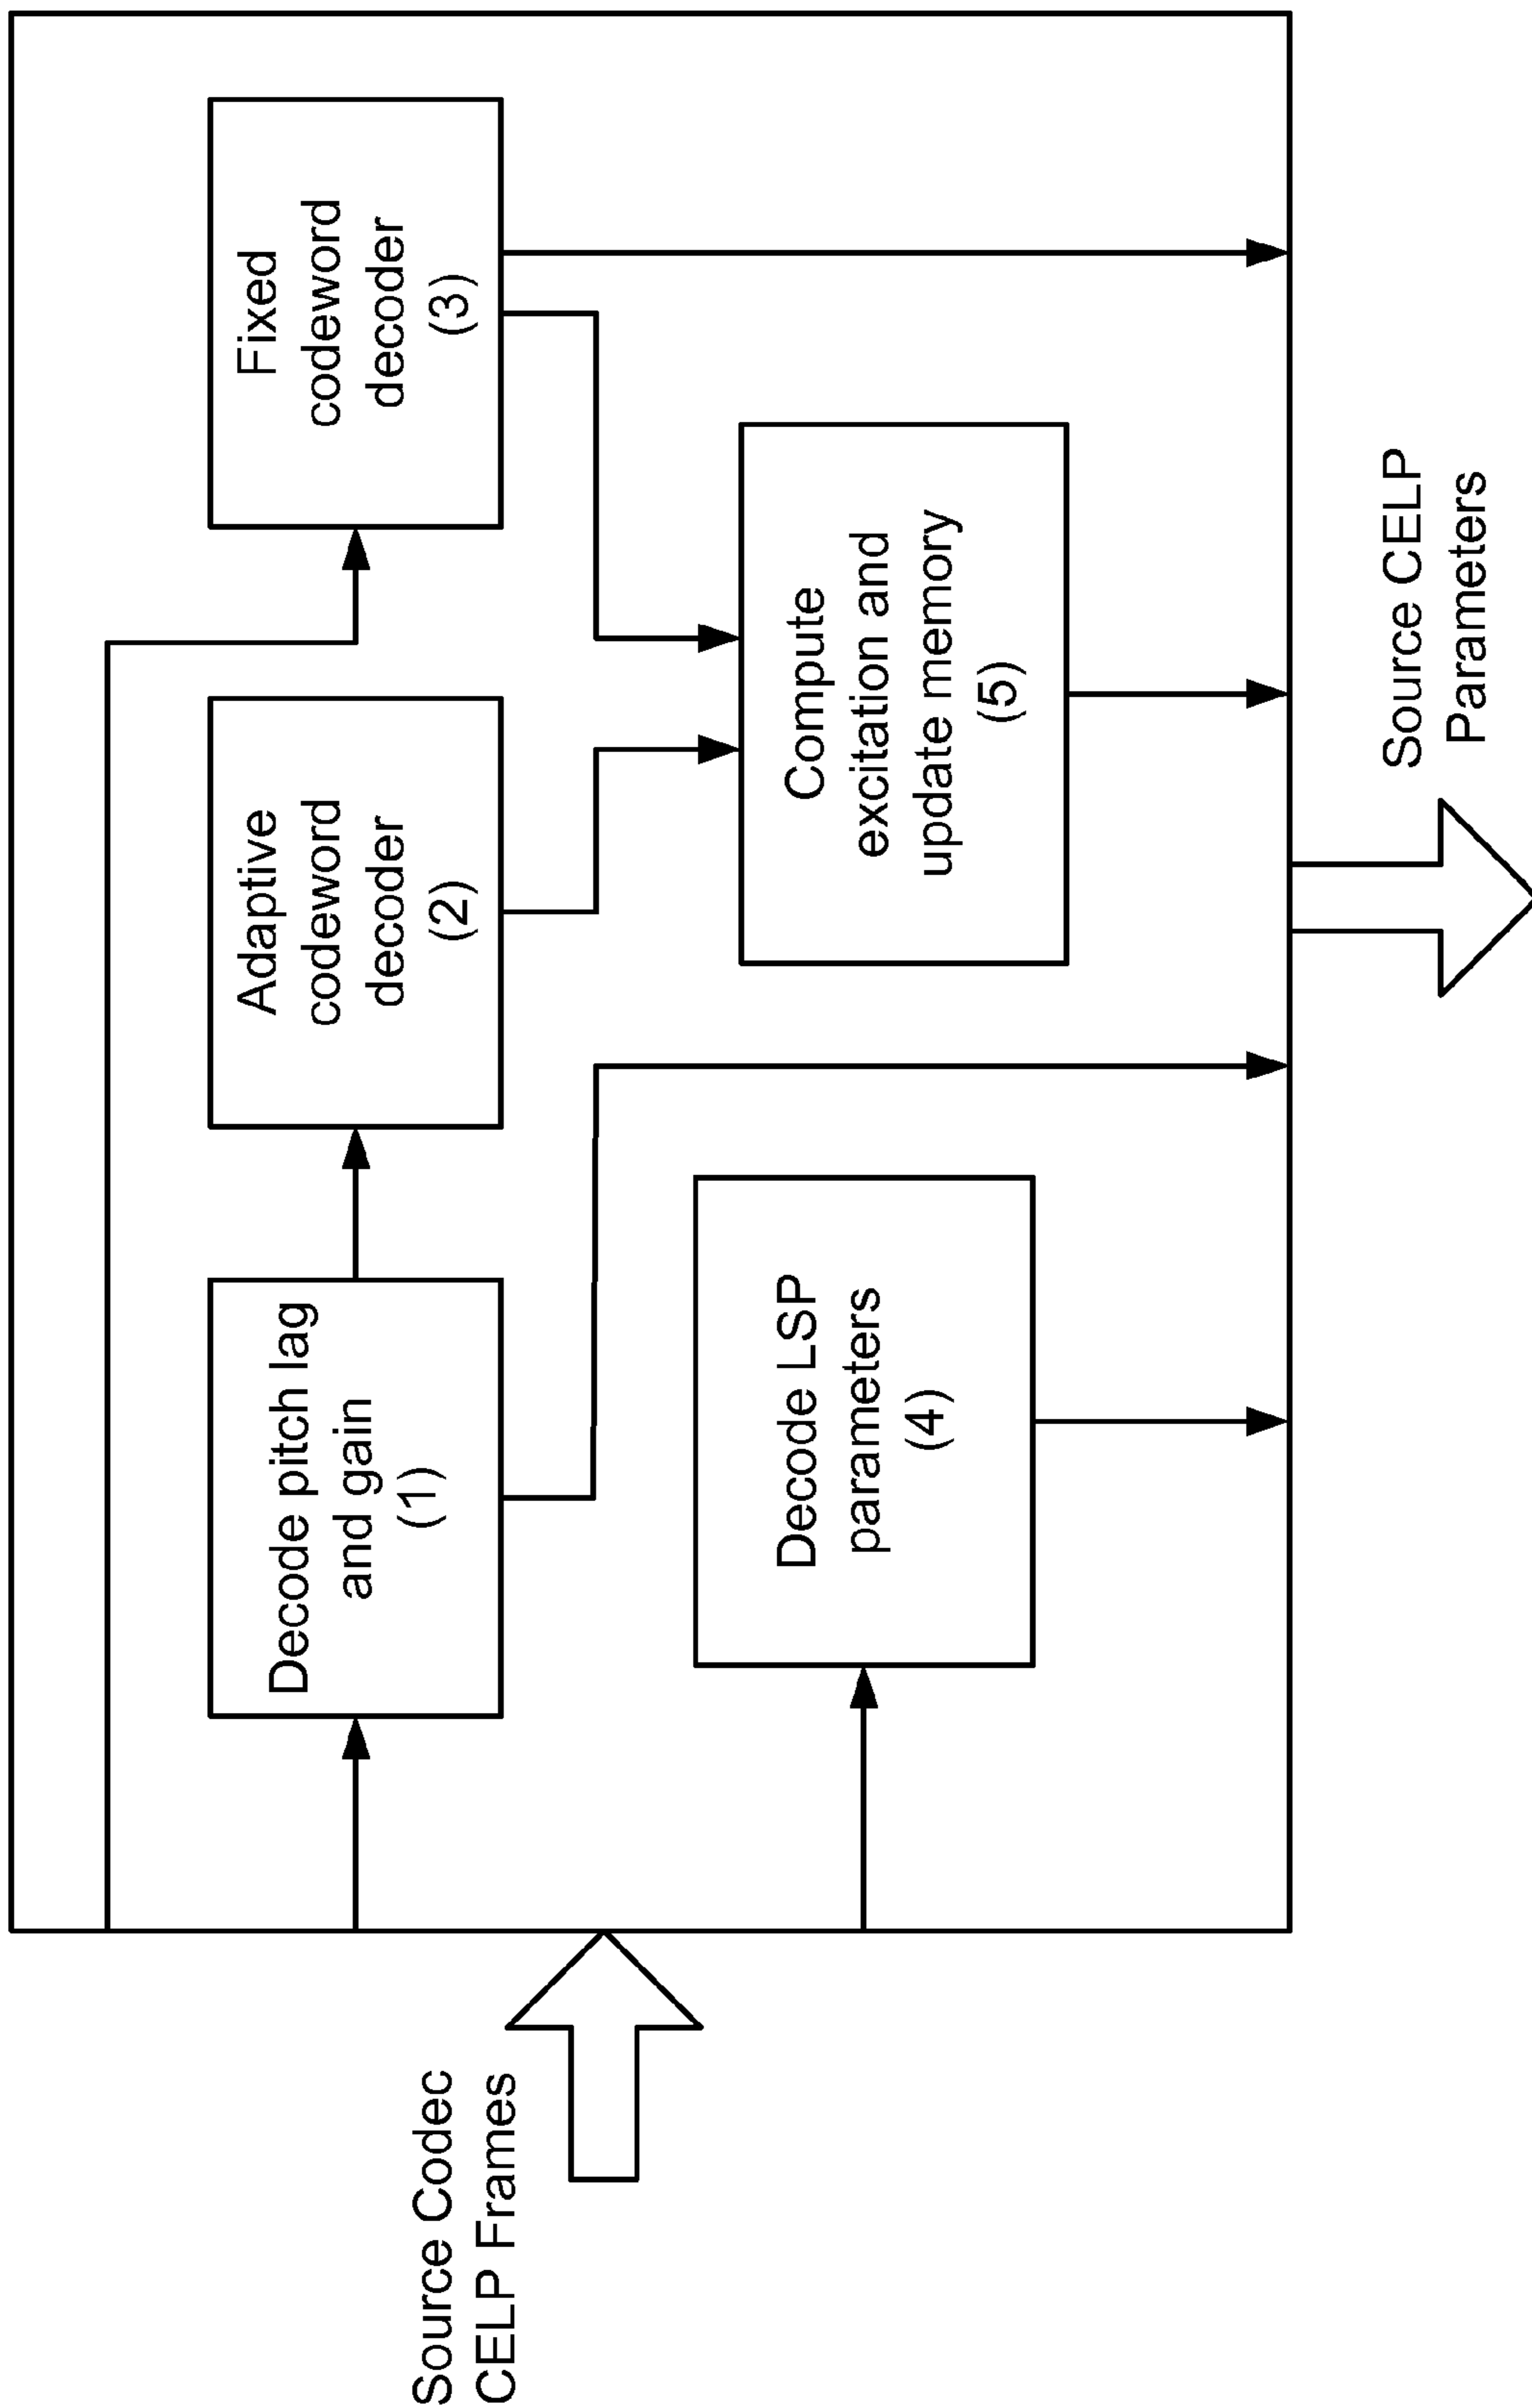 Source Codec
CELP Frames
Decode pitch lag
and gain
(1)
Adaptive
codeword
decoder
(2)
Fixed
codeword
decoder
(3)
Decode LSP
parameters
(4)
Compute
excitation and
update memory
(5)
Source CELP
Parameters